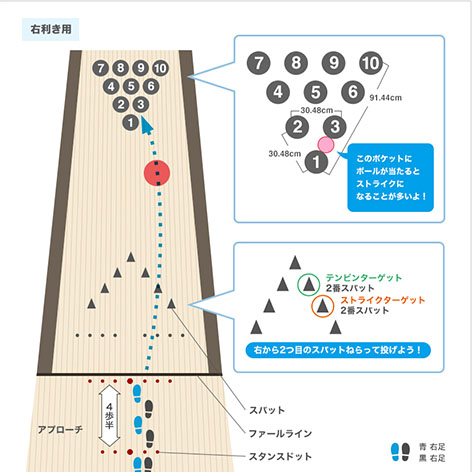 右利き用
7 8 9 10
4 5 6
2 3
1
7 8 9 10
4 5 6
30.48cm
91.44cm
2 3
30.48cm
1
このポケットに
ボールが当たると
ストライクに
なることが多いよ！
テンピンターゲット
2番スパット
ストライクターゲット
2番スパット
右から2つ目のスパットねらって投げよう！
スパット
ファールライン
スタンスドット
アプローチ
4歩半
青 右足
黒 右足